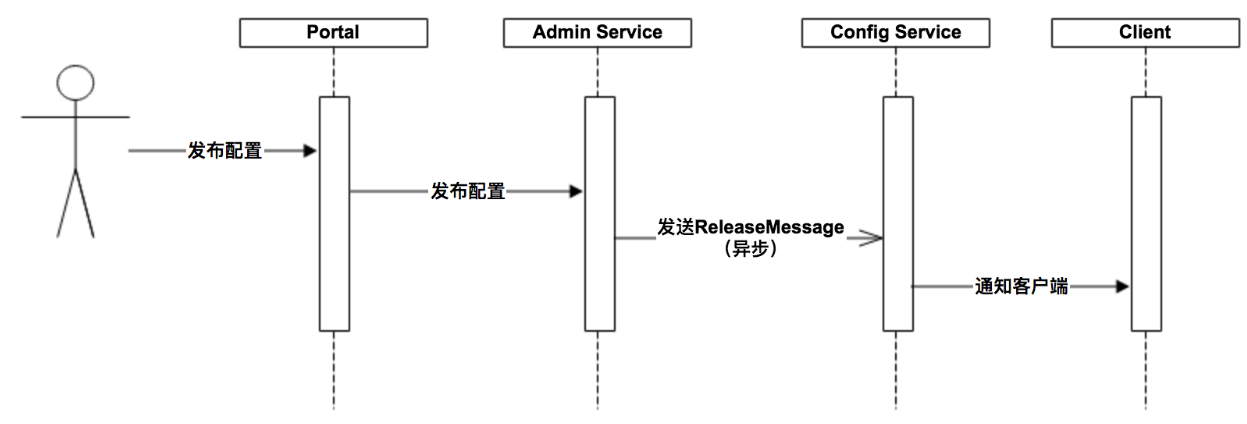 Portal
Admin Service
Config Service
Client
发布配置
发布配置
发送ReleaseMessage
（异步）
通知客户端